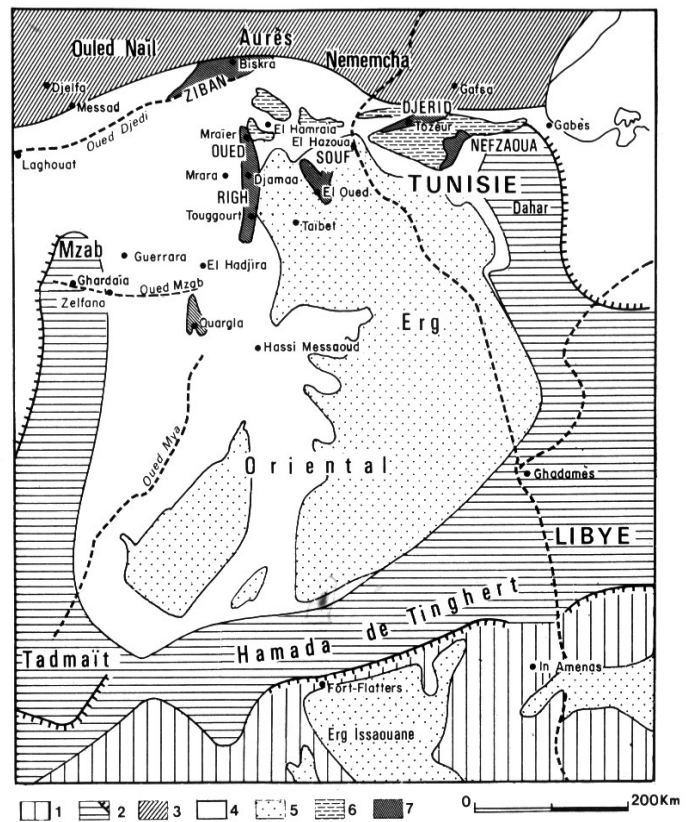 Ouled Naïl
Aurès
Nememcha
Biskra
ZIBAN
Djelfa
Messad
Gafsa
Oued Djedi
DJERID
Tozeur
Gabès
Mraïer
El Hamraia
El Hazoua
OUED
SOUF
NEFZAOUA
Laghouat
Mrara
Djamaa
El Oued
TUNISIE
RIGH
Touggourt
Taïbet
Dahar
Mzab
Guerrara
El Hadjira
Ghardaïa
Oued Mzab
Zelfana
Ouargla
Erg
Hassi Messaoud
Oued Mya
Oriental
Ghadamès
LIBYE
Hamada de Tinghert
Tadmaït
In Amenas
Fort-Flatters
Erg Issaouane
1 2 3 4 5 6 7 0 200Km